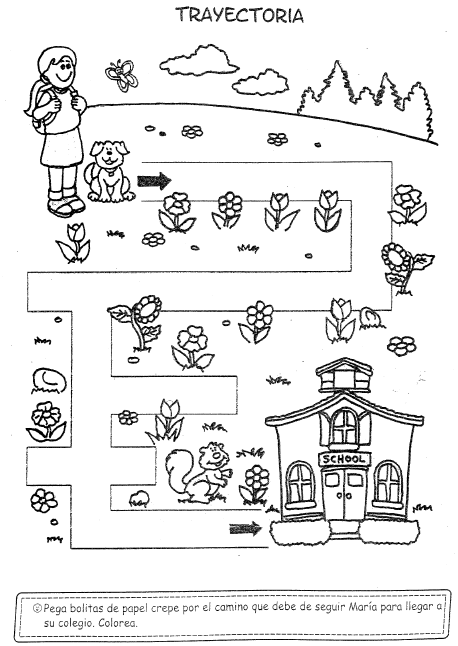 TRAYECTORIA
SCHOOL
Pega bolitas de papel crepe por el camino que debe de seguir María para llegar a
su colegio. Colorea.